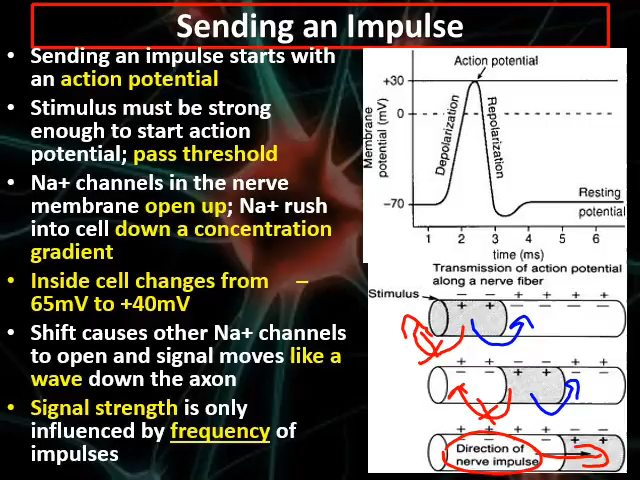 Sending an Impulse
• Sending an impulse starts with
an action potential
• Stimulus must be strong
enough to start action
potential; pass threshold
• Na+ channels in the nerve
membrane open up; Na+ rush
into cell down a concentration
gradient
• Inside cell changes from –
65mV to +40mV
• Shift causes other Na+ channels
to open and signal moves like a
wave down the axon
• Signal strength is only
influenced by frequency of
impulses
Action potential
+30
0
−70
Membrane
potential (mV)
Depolarization
Repolarization
Resting
potential
1 2 3 4 5 6
time (ms)
Transmission of action potential
along a nerve fiber
Stimulus
− − + + +
+ + − − −
+ + − − +
− − + + −
+ + + + − −
− + +
Direction of
nerve impulse